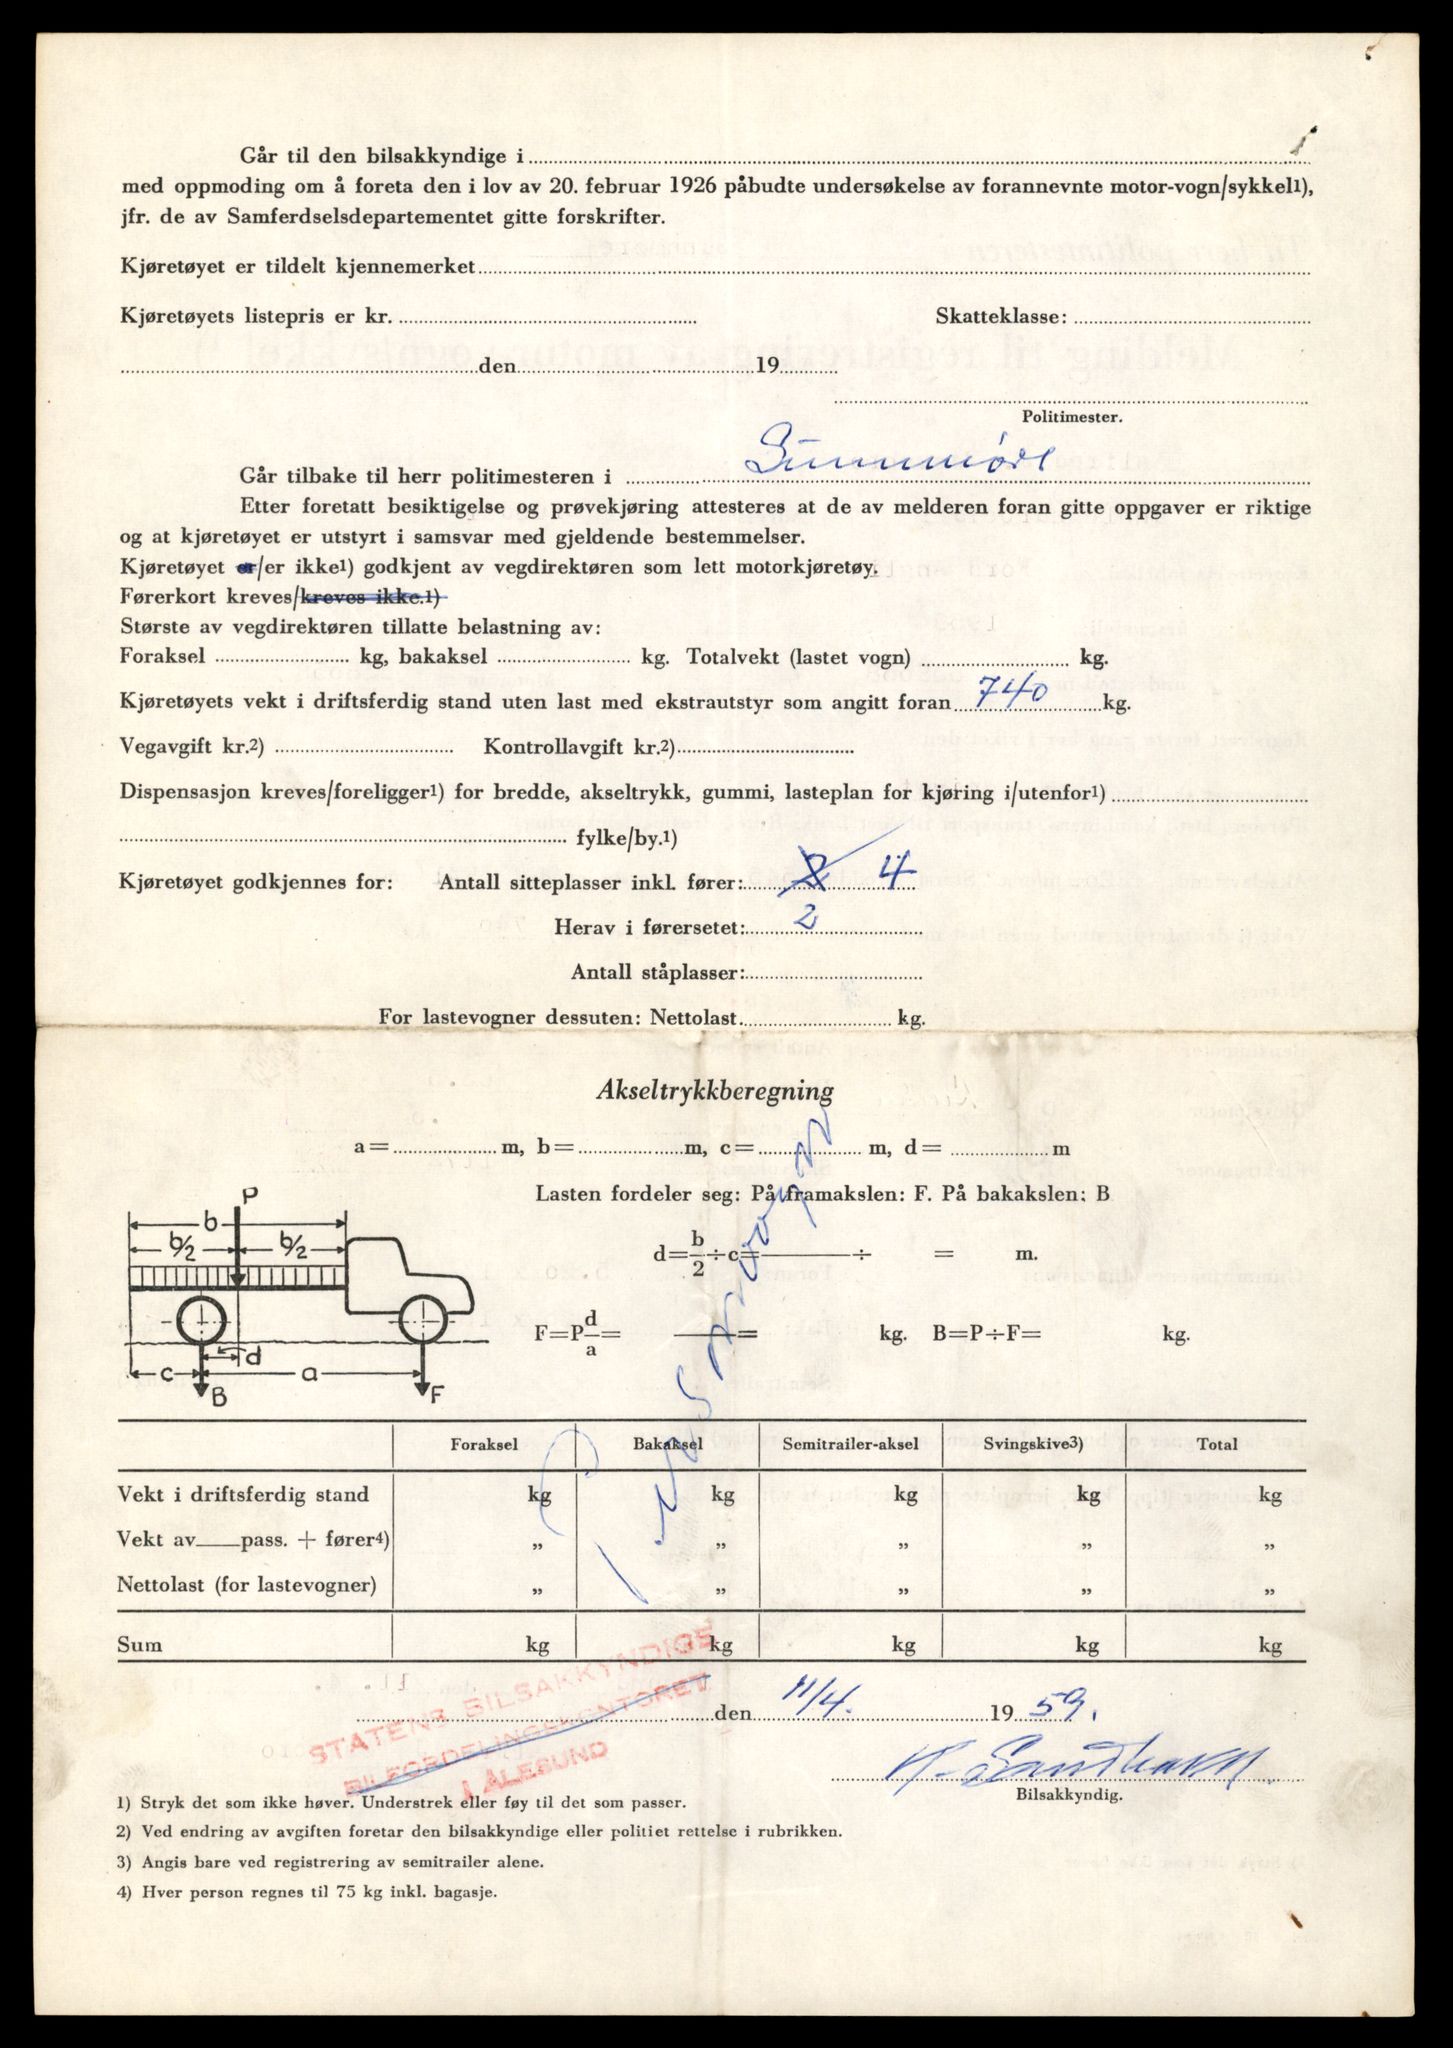 Går til den bilsakkyndige i
med oppmoding om å foreta den i lov av 20. februar 1926 påbudte undersøkelse av forannevnte motor-vogn/sykkel1),
jfr. de av Samferdselsdepartementet gitte forskrifter.
Kjøretøyet er tildelt kjennemerket
Kjøretøyets listepris er kr. Skatteklasse:
den 19
Politimester.
Går tilbake til herr politimesteren i Sunnmøre
Etter foretatt besiktigelse og prøvekjøring attesteres at de av melderen foran gitte oppgaver er riktige
og at kjøretøyet er utstyrt i samsvar med gjeldende bestemmelser.
Kjøretøyet er/er ikke1) godkjent av vegdirektøren som lett motorkjøretøy.
Førerkort kreves/kreves ikke.1)
Største av vegdirektøren tillatte belastning av:
Foraksel kg, bakaksel kg. Totalvekt (lastet vogn) kg.
Kjøretøyets vekt i driftsferdig stand uten last med ekstrautstyr som angitt foran 740 kg.
Vegavgift kr.2) Kontrollavgift kr.2)
Dispensasjon kreves/foreligger1) for bredde, akseltrykk, gummi, lasteplan for kjøring i/utenfor1)
fylke/by.1)
Kjøretøyet godkjennes for: Antall sitteplasser inkl. fører: 2 4
Herav i førersetet: 2
Antall ståplasser:
For lastevogner dessuten: Nettolast kg.
Akseltrykkberegning
a= m, b= m, c= m, d= m
Lasten fordeler seg: På framakslen: F. På bakakslen: B
P
b
b/2 b/2
d=b/2÷c= ÷ = m.
F=P d/a= = kg. B=P÷F= kg.
d
c a
B F
Foraksel Bakaksel Semitrailer-aksel Svingskive3) Total
Vekt i driftsferdig stand kg kg kg kg kg
Vekt av pass. + fører4) „ „ „ „ „
Nettolast (for lastevogner) „ „ „ „ „
Sum kg kg kg kg kg
STATENS BILSAKKYNDIGE
BILFORDELINGSKONTORET
I ÅLESUND
den 11/4. 1959.
Bilsakkyndig.
1) Stryk det som ikke høver. Understrek eller føy til det som passer.
2) Ved endring av avgiften foretar den bilsakkyndige eller politiet rettelse i rubrikken.
3) Angis bare ved registrering av semitrailer alene.
4) Hver person regnes til 75 kg inkl. bagasje.